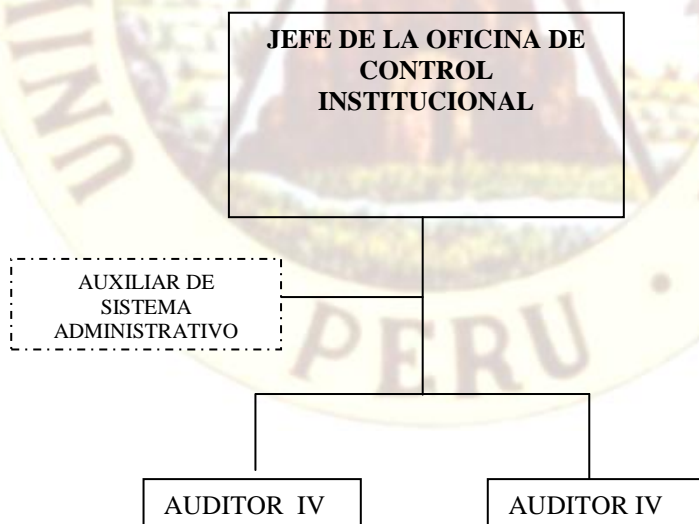 JEFE DE LA OFICINA DE
CONTROL
INSTITUCIONAL
AUXILIAR DE
SISTEMA
ADMINISTRATIVO
PERU
AUDITOR IV
AUDITOR IV